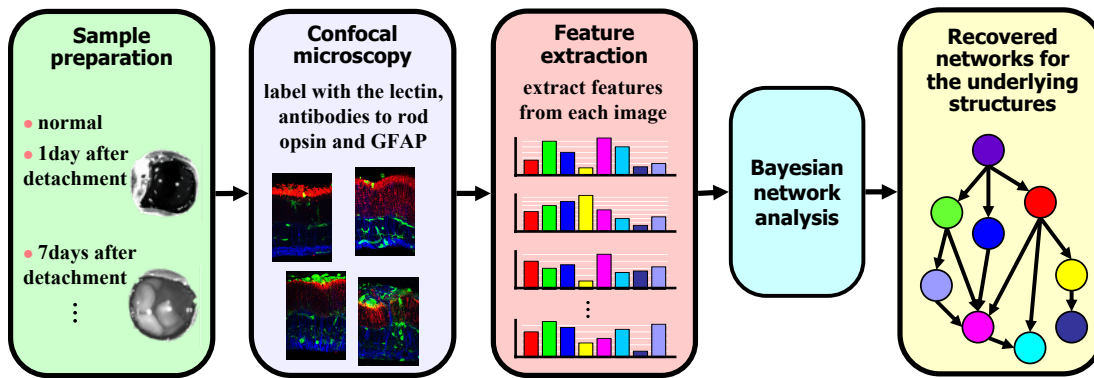 Sample
preparation
normal
1day after
detachment
7days after
detachment
⋮
Confocal
microscopy
label with the lectin,
antibodies to rod
opsin and GFAP
Feature
extraction
extract features
from each image
⋮
Bayesian
network
analysis
Recovered
networks for
the underlying
structures